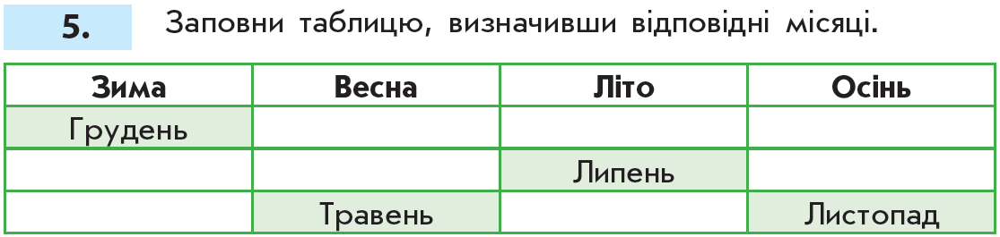 5. Заповни таблицю, визначивши відповідні місяці.
Зима Весна Літо Осінь
Грудень
Липень
Травень Листопад